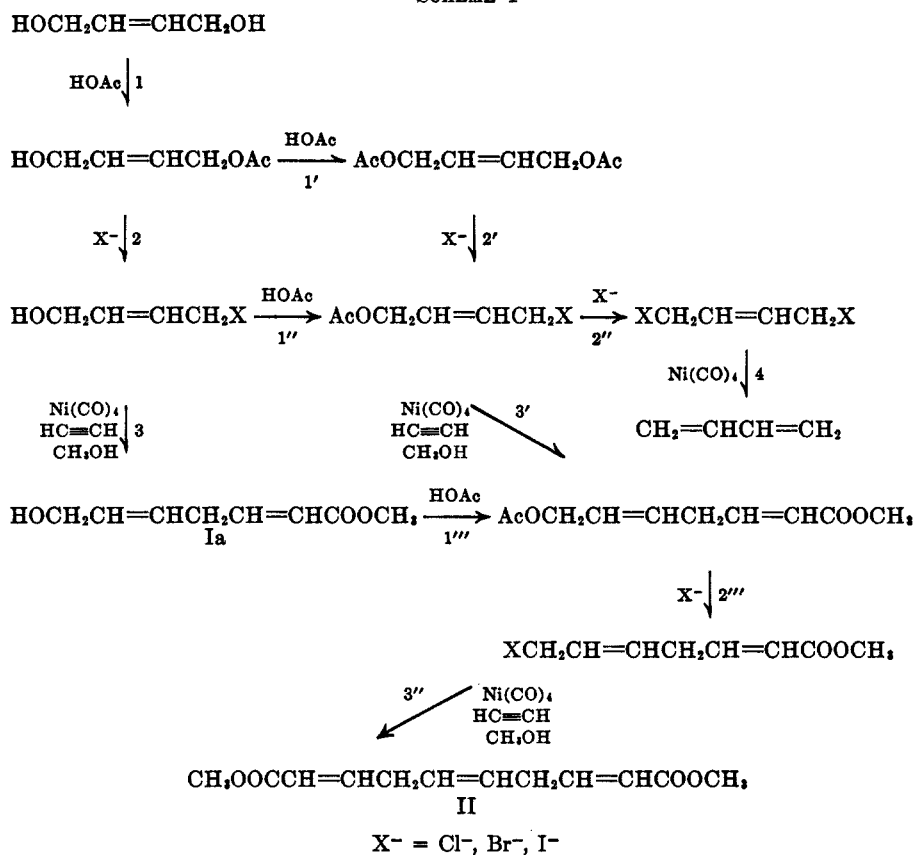 SCHEME I
HOCH₂CH=CHCH₂OH
HOAc 1
HOCH₂CH=CHCH₂OAc HOAc 1′ AcOCH₂CH=CHCH₂OAc
X⁻ 2 X⁻ 2′
HOCH₂CH=CHCH₂X HOAc 1″ AcOCH₂CH=CHCH₂X X⁻ 2″ XCH₂CH=CHCH₂X
Ni(CO)₄ 4
Ni(CO)₄ HC≡CH CH₃OH 3 Ni(CO)₄ HC≡CH CH₃OH 3′ CH₂=CHCH=CH₂
HOCH₂CH=CHCH₂CH=CHCOOCH₃ HOAc 1‴ AcOCH₂CH=CHCH₂CH=CHCOOCH₃
Ia
X⁻ 2‴
XCH₂CH=CHCH₂CH=CHCOOCH₃
3″ Ni(CO)₄
HC≡CH
CH₃OH
CH₃OOCCH=CHCH₂CH=CHCH₂CH=CHCOOCH₃
II
X⁻ = Cl⁻, Br⁻, I⁻